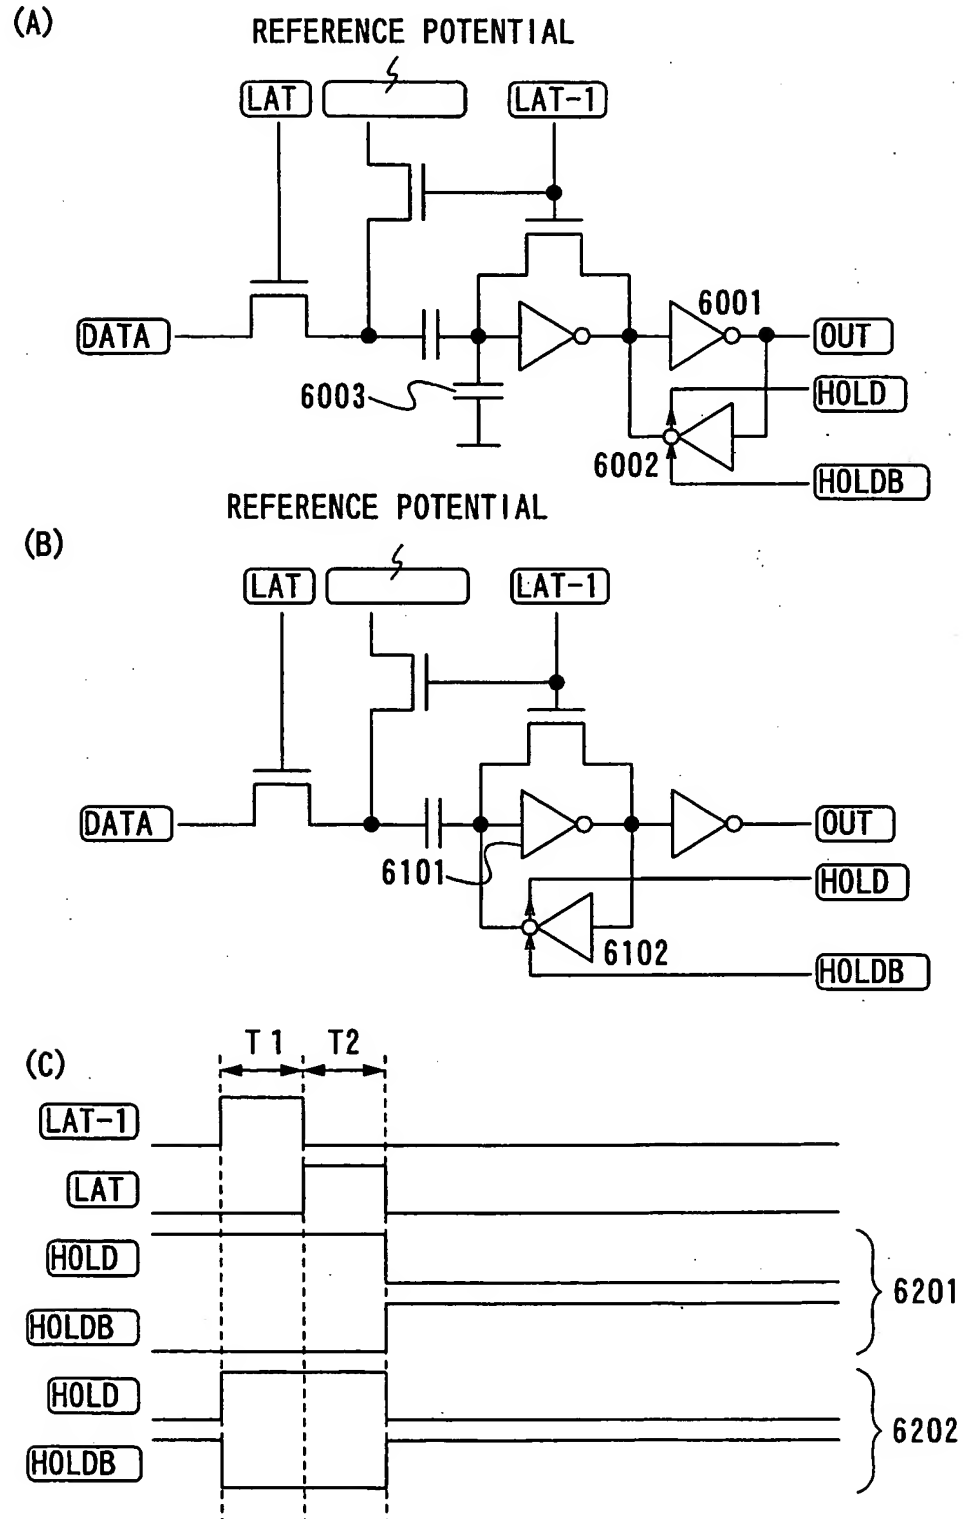 (A)
REFERENCE POTENTIAL
LAT
LAT-1
6001
DATA
OUT
6003
HOLD
6002
HOLDB
REFERENCE POTENTIAL
(B)
LAT
LAT-1
DATA
OUT
6101
HOLD
6102
HOLDB
(C)
T1 T2
LAT-1
LAT
HOLD
6201
HOLDB
HOLD
6202
HOLDB